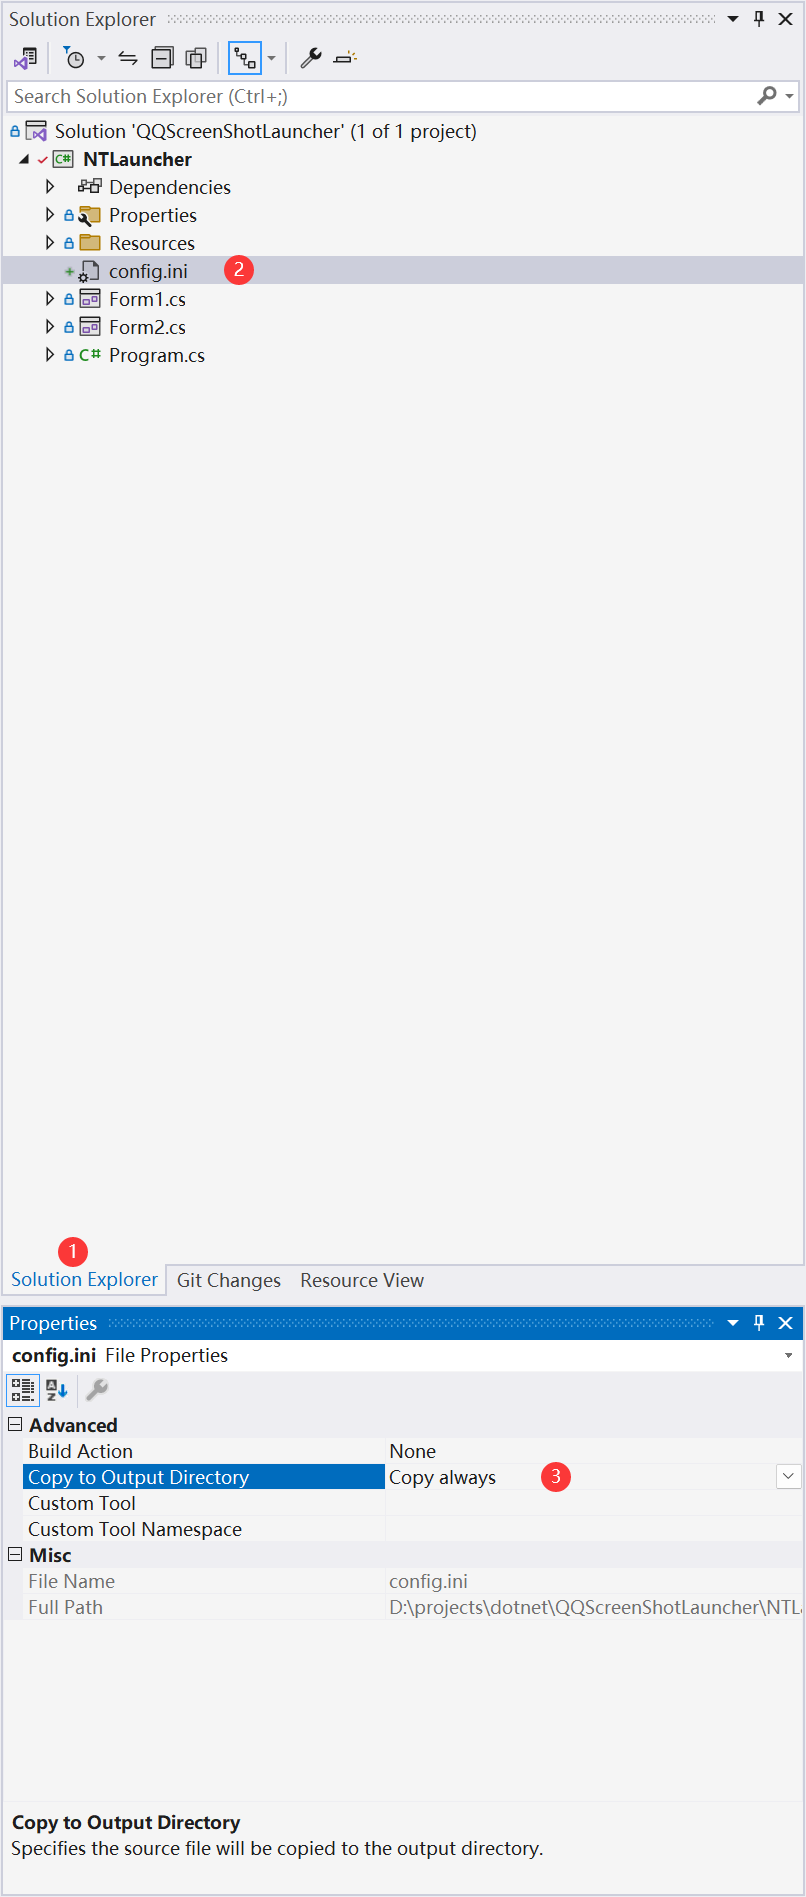 Solution Explorer
Search Solution Explorer (Ctrl+;)
Solution 'QQScreenShotLauncher' (1 of 1 project)
C# NTLauncher
Dependencies
Properties
Resources
config.ini 2
Form1.cs
Form2.cs
C# Program.cs
1
Solution Explorer Git Changes Resource View
Properties
config.ini File Properties
A
Z
Advanced
Build Action None
Copy to Output Directory Copy always 3
Custom Tool
Custom Tool Namespace
Misc
File Name config.ini
Full Path D:\projects\dotnet\QQScreenShotLauncher\NTL
Copy to Output Directory
Specifies the source file will be copied to the output directory.